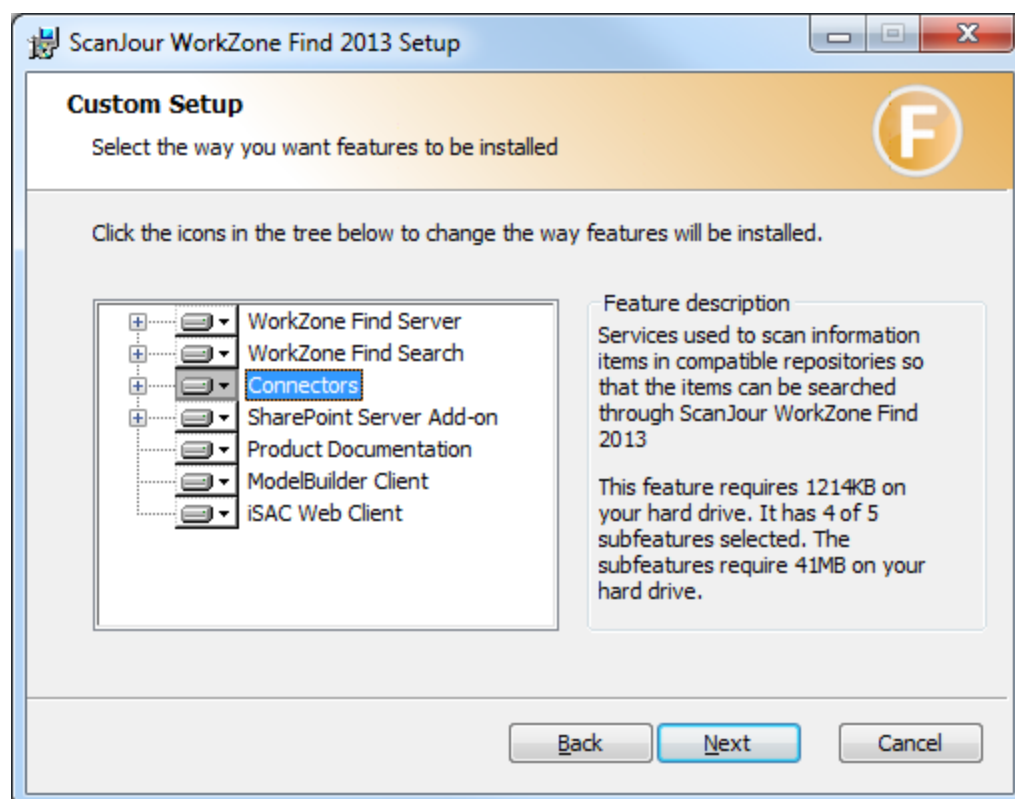 ScanJour WorkZone Find 2013 Setup
Custom Setup
Select the way you want features to be installed
F
Click the icons in the tree below to change the way features will be installed.
WorkZone Find Server
WorkZone Find Search
Connectors
SharePoint Server Add-on
Product Documentation
ModelBuilder Client
iSAC Web Client
Feature description
Services used to scan information
items in compatible repositories so
that the items can be searched
through ScanJour WorkZone Find
2013
This feature requires 1214KB on
your hard drive. It has 4 of 5
subfeatures selected. The
subfeatures require 41MB on your
hard drive.
Back
Next
Cancel